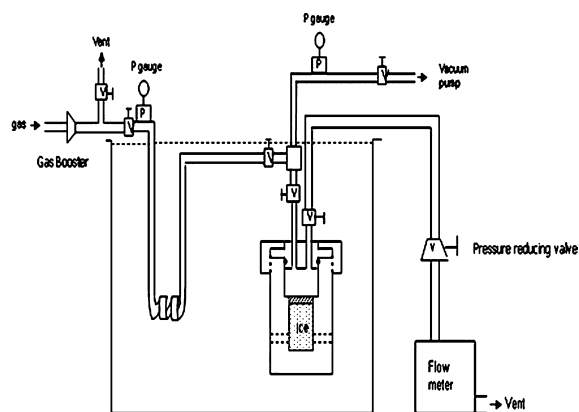 Vent
P gauge
P gauge
Vacuum
pump
gas
V
P
P
V
V
V
V
Gas Booster
V
V
V
Pressure reducing valve
ice
Flow
meter
Vent